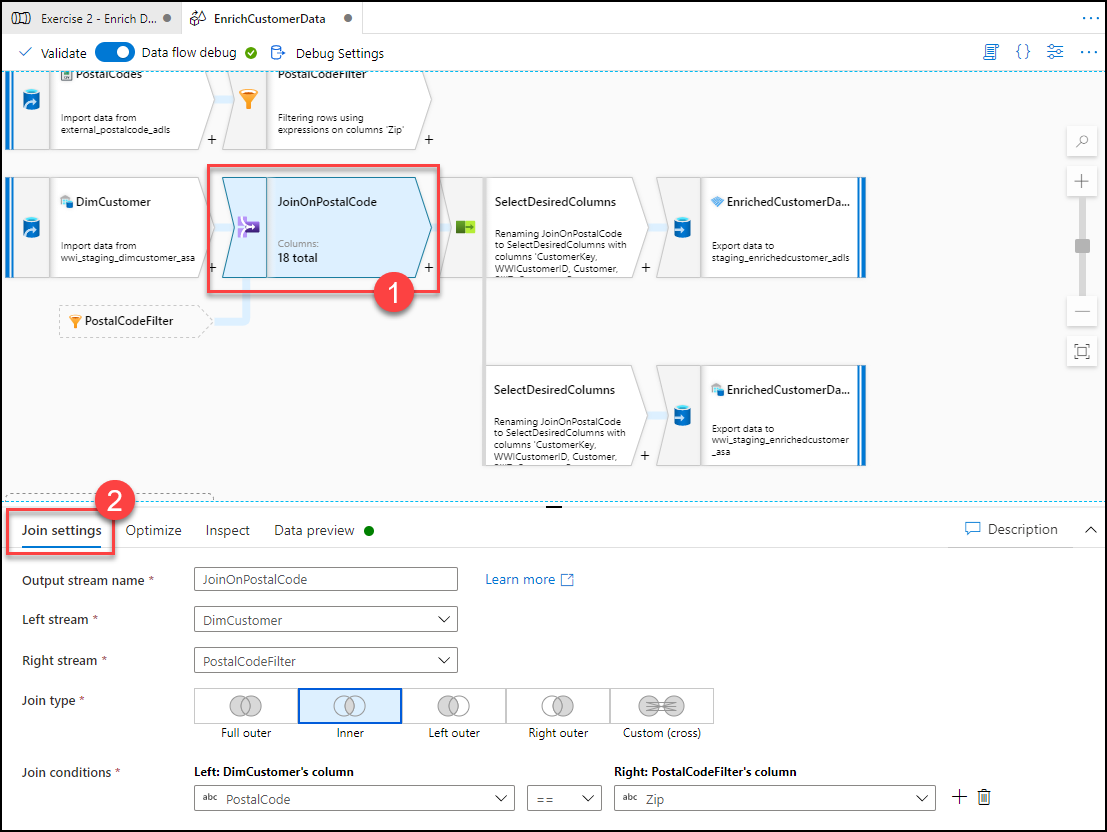 Exercise 2 - Enrich D...
EnrichCustomerData
Validate
Data flow debug
Debug Settings
PostalCodes
Import data from
external_postalcode_adls
+
PostalCodeFilter
Filtering rows using
expressions on columns 'Zip'
+
DimCustomer
Import data from
wwi_staging_dimcustomer_asa
+
JoinOnPostalCode
Columns:
18 total
+
1
SelectDesiredColumns
Renaming JoinOnPostalCode
to SelectDesiredColumns with
columns 'CustomerKey,
WWICustomerID, Customer,
+
EnrichedCustomerDa...
Export data to
staging_enrichedcustomer_adls
PostalCodeFilter
SelectDesiredColumns
Renaming JoinOnPostalCode
to SelectDesiredColumns with
columns 'CustomerKey,
WWICustomerID, Customer,
+
EnrichedCustomerDa...
Export data to
wwi_staging_enrichedcustomer
_asa
2
Join settings
Optimize
Inspect
Data preview
Description
Output stream name *
JoinOnPostalCode
Learn more
Left stream *
DimCustomer
Right stream *
PostalCodeFilter
Join type *
Full outer
Inner
Left outer
Right outer
Custom (cross)
Join conditions *
Left: DimCustomer's column
Right: PostalCodeFilter's column
abc PostalCode
==
abc Zip